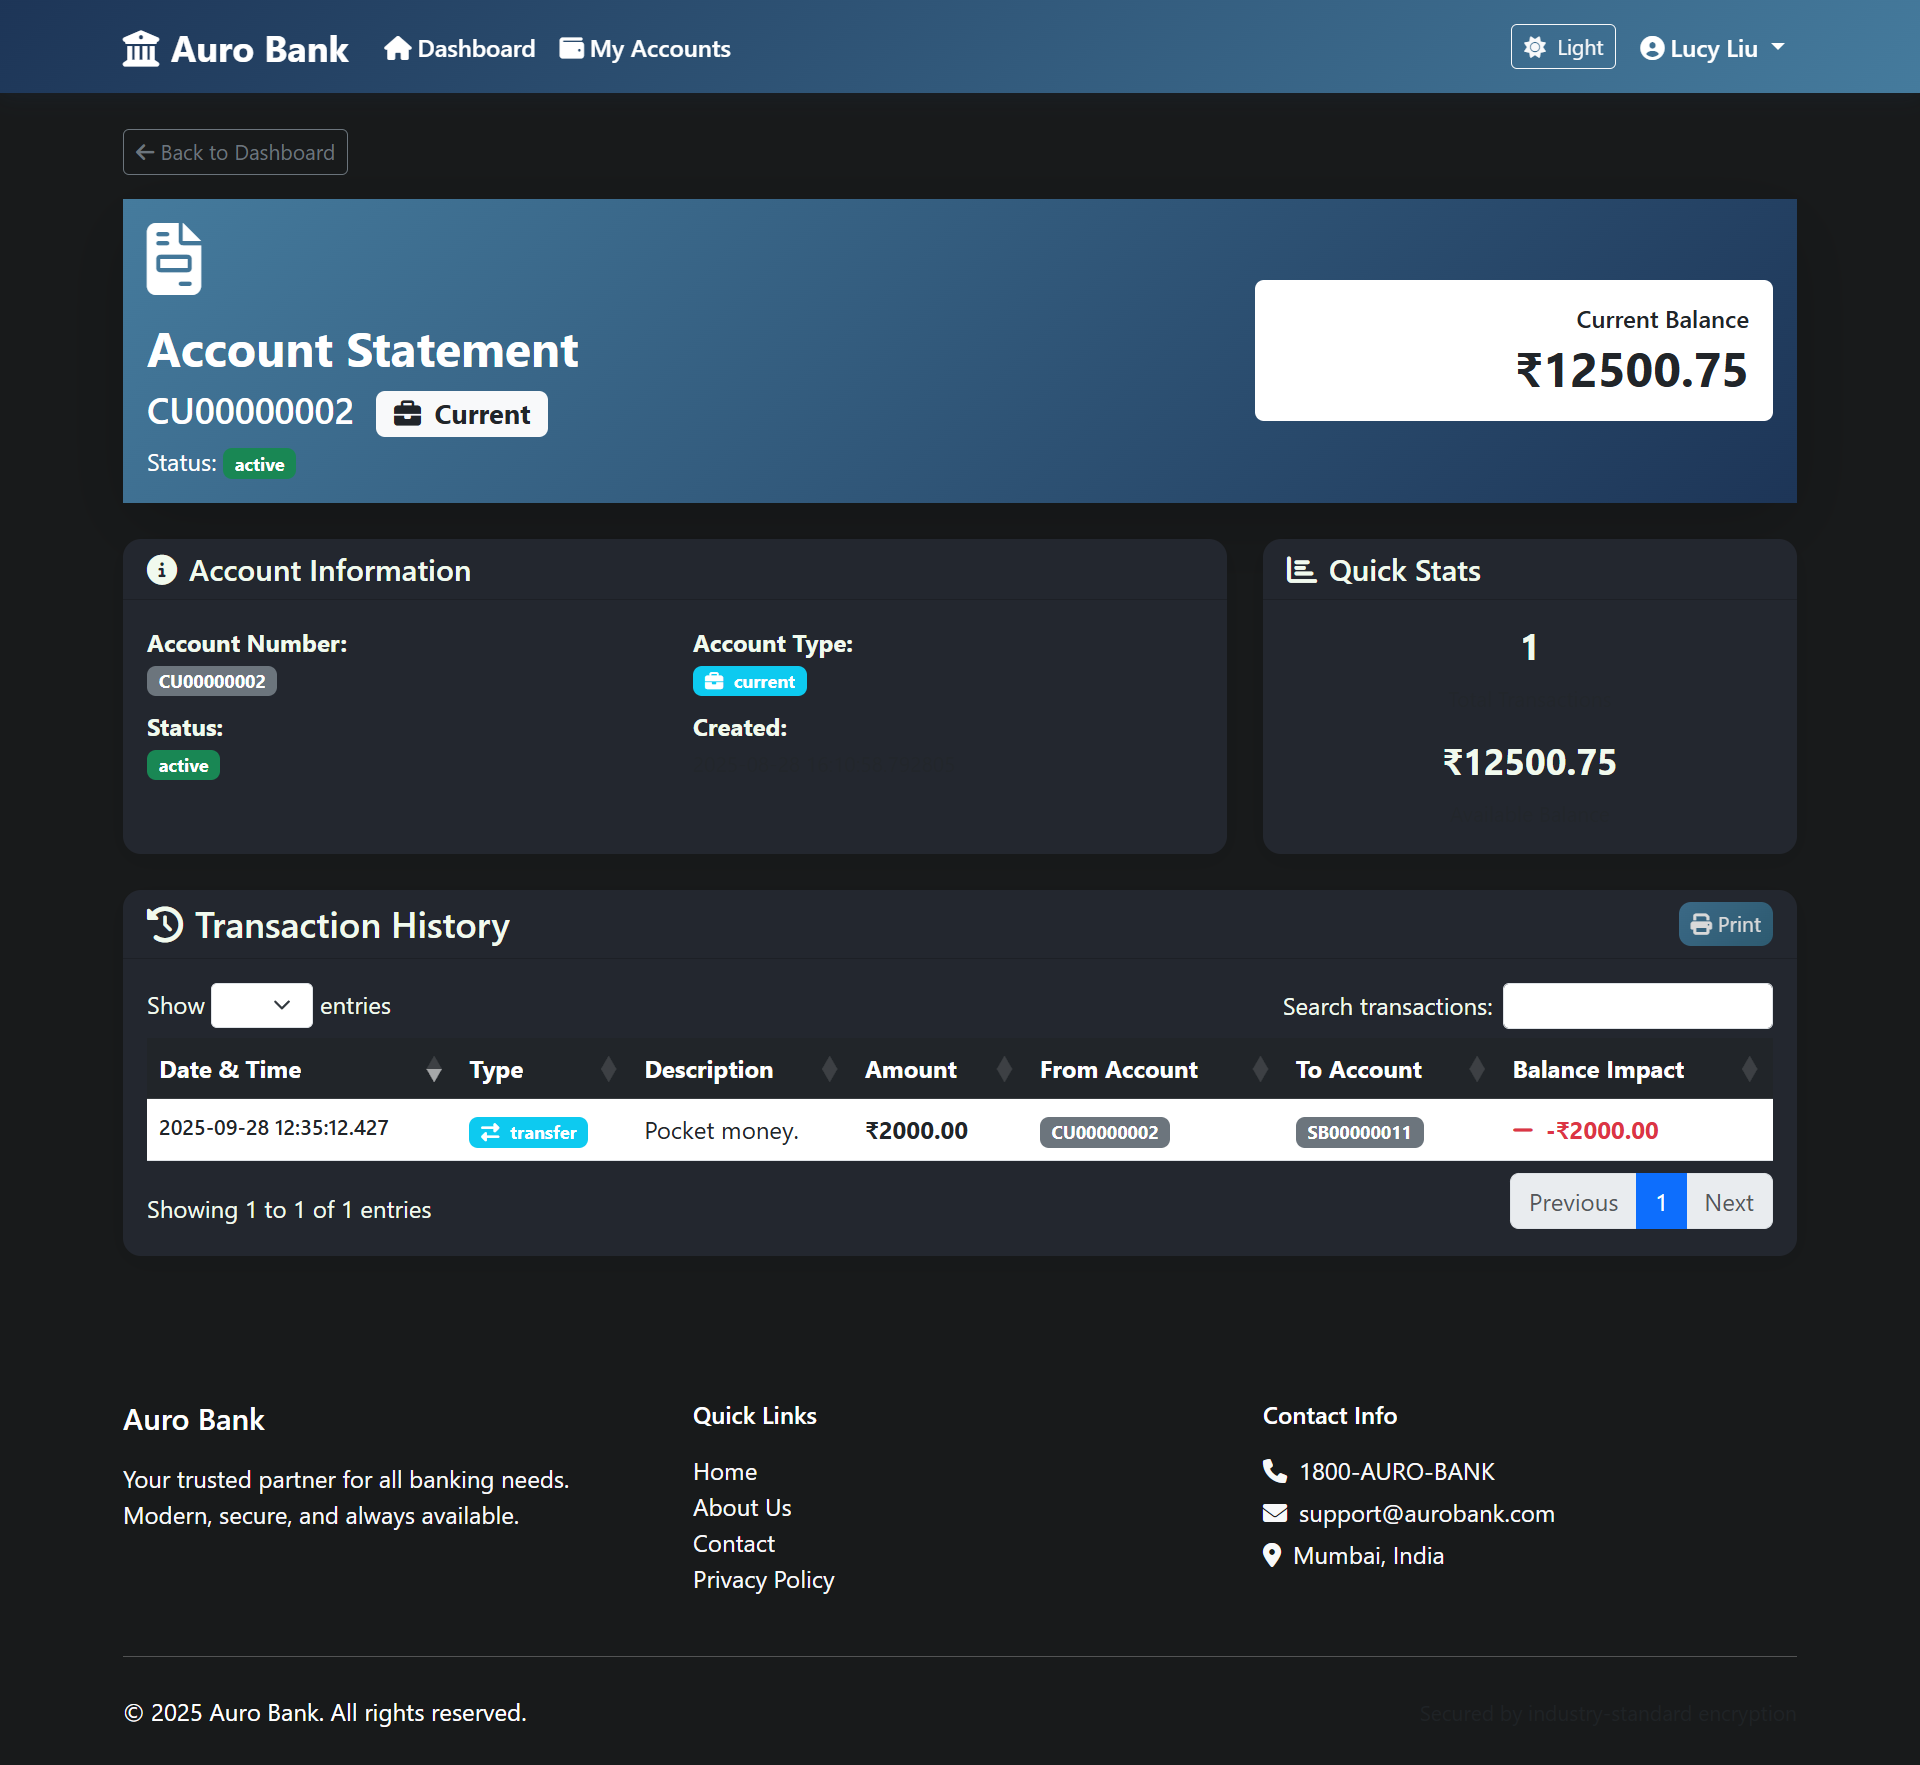 Auro Bank Dashboard My Accounts Light Lucy Liu
Back to Dashboard
Account Statement
CU00000002 Current
Status: active
Current Balance
₹12500.75
Account Information
Account Number:
CU00000002
Account Type:
current
Status:
active
Created:
Quick Stats
1
₹12500.75
Transaction History Print
Show entries Search transactions:
Date & Time Type Description Amount From Account To Account Balance Impact
2025-09-28 12:35:12.427 transfer Pocket money. ₹2000.00 CU00000002 SB00000011 -₹2000.00
Showing 1 to 1 of 1 entries Previous 1 Next
Auro Bank
Your trusted partner for all banking needs.
Modern, secure, and always available.
Quick Links
Home
About Us
Contact
Privacy Policy
Contact Info
1800-AURO-BANK
support@aurobank.com
Mumbai, India
© 2025 Auro Bank. All rights reserved. Secured by industry-standard encryption